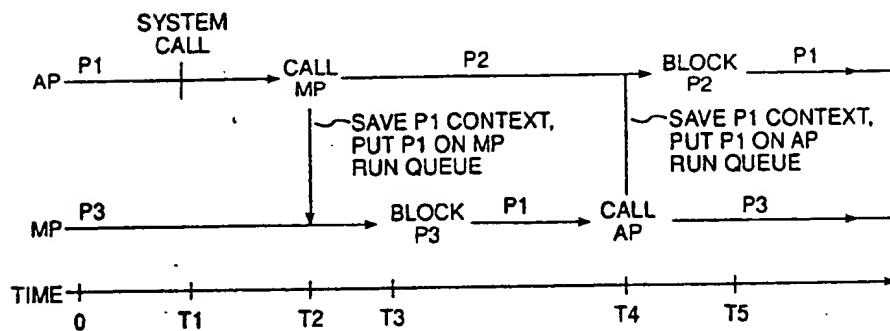 SYSTEM
CALL
AP P1 CALL
MP P2 BLOCK
P2 P1
SAVE P1 CONTEXT,
PUT P1 ON MP
RUN QUEUE
SAVE P1 CONTEXT,
PUT P1 ON AP
RUN QUEUE
MP P3 BLOCK
P3 P1 CALL
AP P3
TIME
0 T1 T2 T3 T4 T5